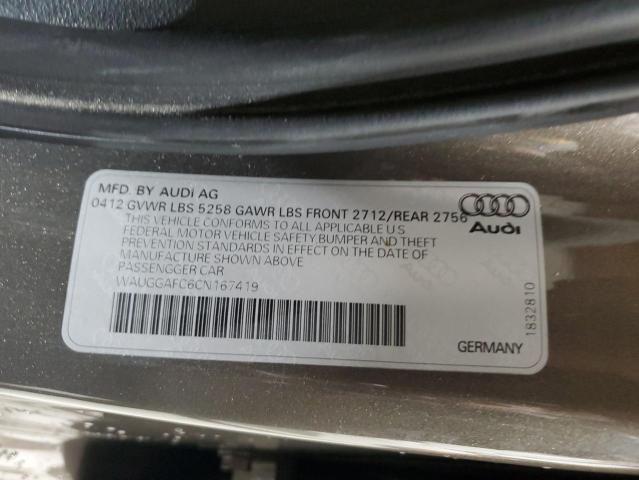 MFD. BY AUDI AG
0412 GVWR LBS 5258 GAWR LBS FRONT 2712/REAR 2756
THIS VEHICLE CONFORMS TO ALL APPLICABLE U S
FEDERAL MOTOR VEHICLE SAFETY,BUMPER AND THEFT
PREVENTION STANDARDS IN EFFECT ON THE DATE OF
MANUFACTURE SHOWN ABOVE
PASSENGGER CAR
WAUGGAFC6CN167419
Audi
1832810
GERMANY